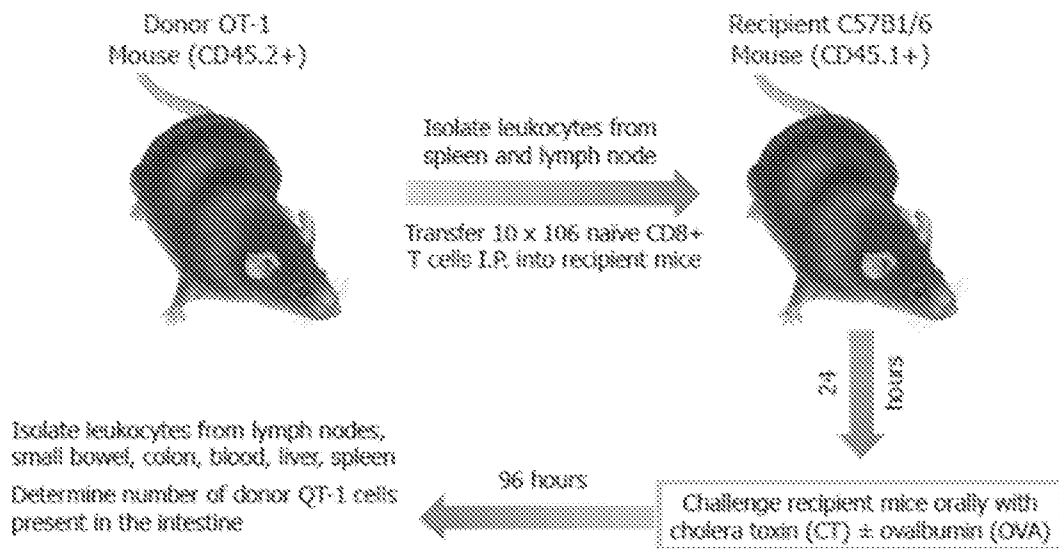 Donor OT-1
Mouse (CD45.2+)
Recipient C57B1/6
Mouse (CD45.1+)
Isolate leukocytes from
spleen and lymph node
Transfer 10 x 106 naive CD8+
T cells I.P. into recipient mice
24
hours
Challenge recipient mice orally with
cholera toxin (CT) ± ovalbumin (OVA)
96 hours
Isolate leukocytes from lymph nodes,
small bowel, colon, blood, liver, spleen
Determine number of donor OT-1 cells
present in the intestine